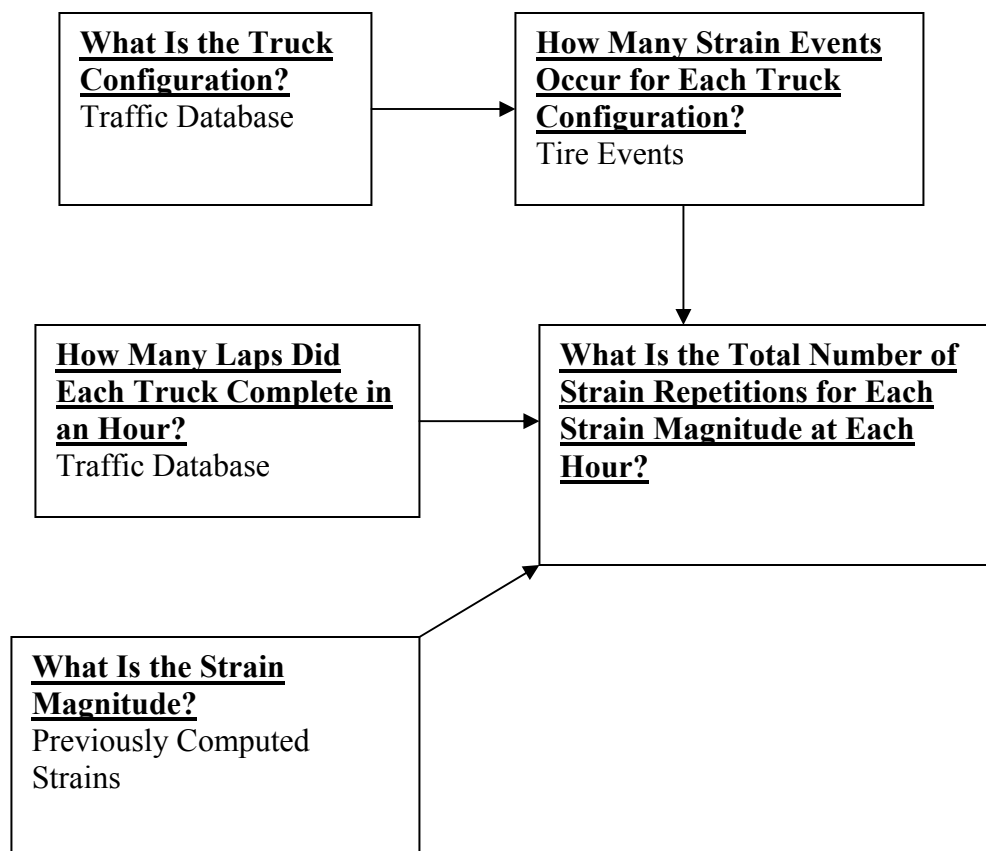 What Is the Truck
Configuration?
Traffic Database
How Many Strain Events
Occur for Each Truck
Configuration?
Tire Events
How Many Laps Did
Each Truck Complete in
an Hour?
Traffic Database
What Is the Total Number of
Strain Repetitions for Each
Strain Magnitude at Each
Hour?
What Is the Strain
Magnitude?
Previously Computed
Strains